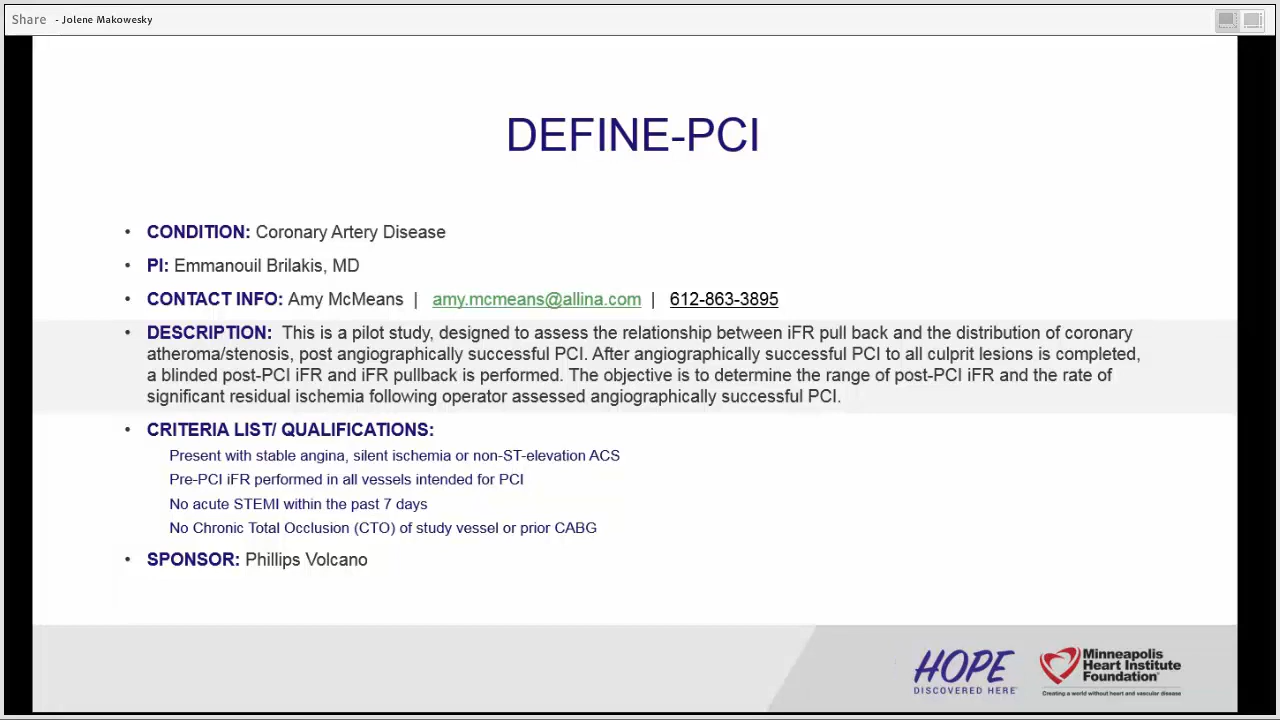 Share - Jolene Makowesky
DEFINE-PCI
• CONDITION: Coronary Artery Disease
• PI: Emmanouil Brilakis, MD
• CONTACT INFO: Amy McMeans | amy.mcmeans@allina.com | 612-863-3895
• DESCRIPTION: This is a pilot study, designed to assess the relationship between iFR pull back and the distribution of coronary
atheroma/stenosis, post angiographically successful PCI. After angiographically successful PCI to all culprit lesions is completed,
a blinded post-PCI iFR and iFR pullback is performed. The objective is to determine the range of post-PCI iFR and the rate of
significant residual ischemia following operator assessed angiographically successful PCI.
• CRITERIA LIST/ QUALIFICATIONS:
Present with stable angina, silent ischemia or non-ST-elevation ACS
Pre-PCI iFR performed in all vessels intended for PCI
No acute STEMI within the past 7 days
No Chronic Total Occlusion (CTO) of study vessel or prior CABG
• SPONSOR: Phillips Volcano
HOPE
DISCOVERED HERE
Minneapolis
Heart Institute
Foundation
Creating a world without heart and vascular disease